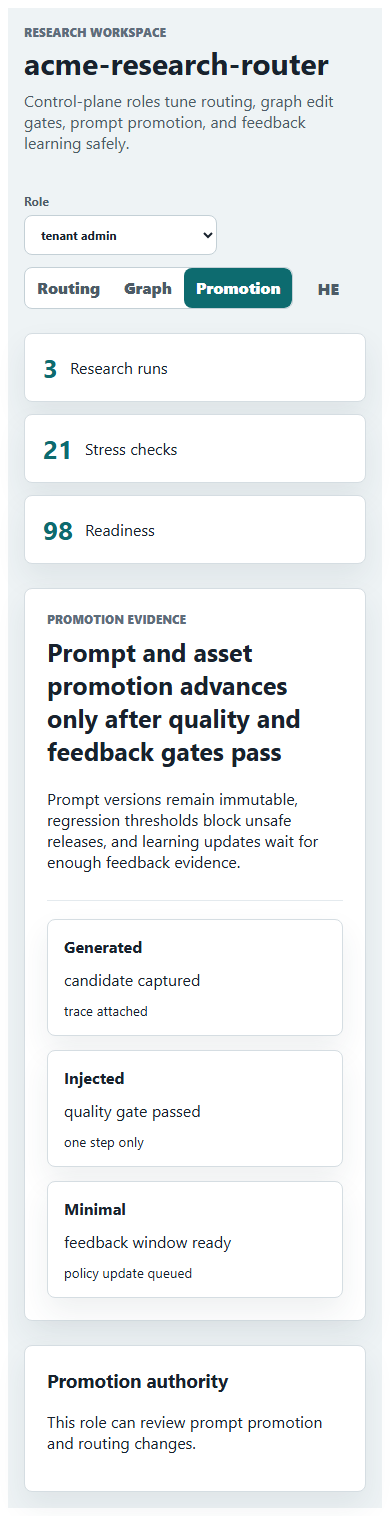 RESEARCH WORKSPACE
acme-research-router
Control-plane roles tune routing, graph edit
gates, prompt promotion, and feedback
learning safely.
Role
tenant admin
Routing Graph Promotion HE
3 Research runs
21 Stress checks
98 Readiness
PROMOTION EVIDENCE
Prompt and asset
promotion advances
only after quality and
feedback gates pass
Prompt versions remain immutable,
regression thresholds block unsafe
releases, and learning updates wait for
enough feedback evidence.
Generated
candidate captured
trace attached
Injected
quality gate passed
one step only
Minimal
feedback window ready
policy update queued
Promotion authority
This role can review prompt promotion
and routing changes.